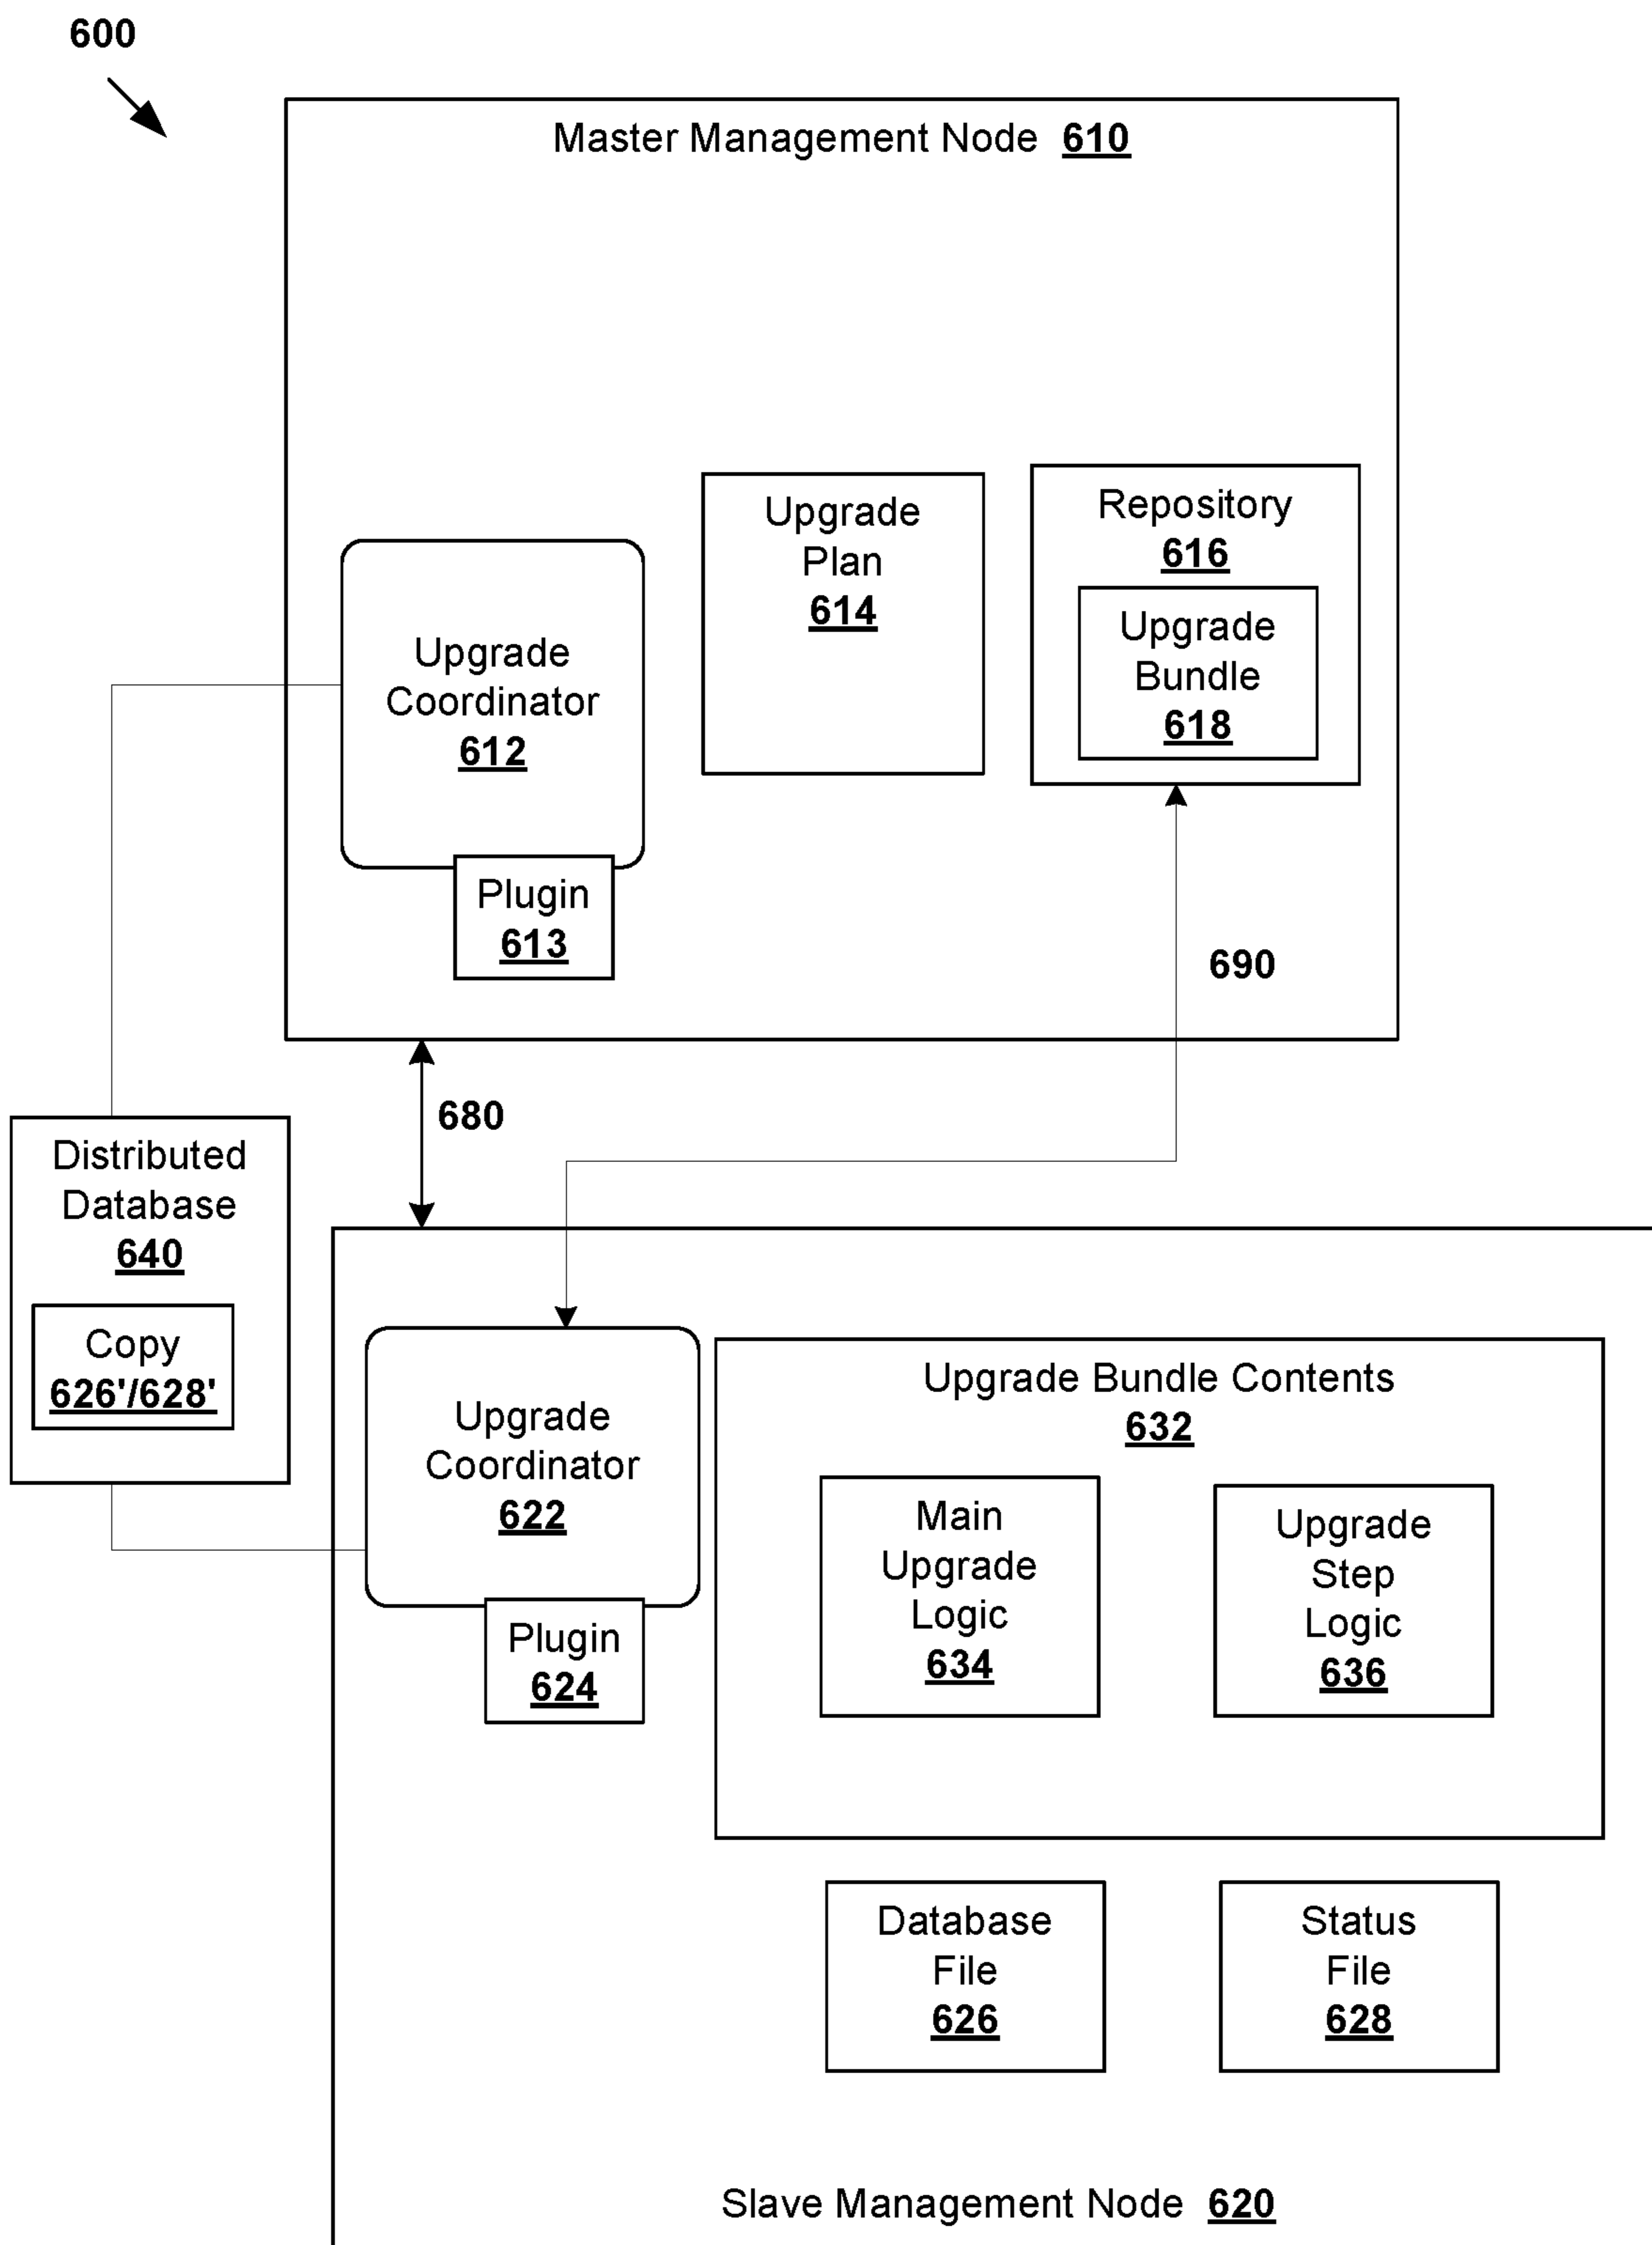 600
Master Management Node 610
Upgrade
Plan
614
Repository
616
Upgrade
Bundle
618
Upgrade
Coordinator
612
Plugin
613
690
680
Distributed
Database
640
Copy
626'/628'
Upgrade
Coordinator
622
Plugin
624
Upgrade Bundle Contents
632
Main
Upgrade
Logic
634
Upgrade
Step
Logic
636
Database
File
626
Status
File
628
Slave Management Node 620